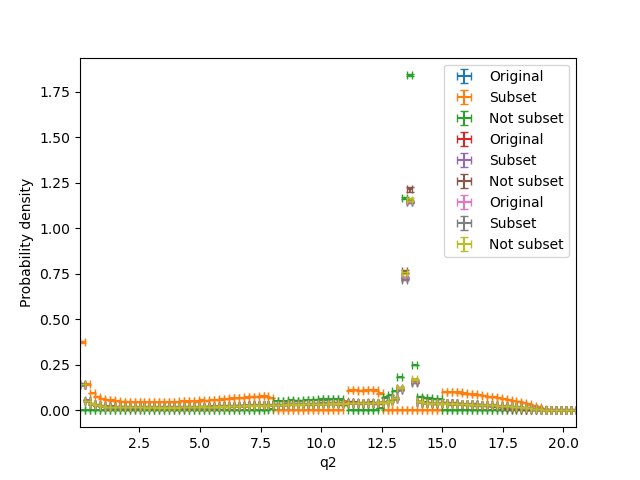 Probability density
1.75
1.50
1.25
1.00
0.75
0.50
0.25
0.00
Original
Subset
Not subset
Original
Subset
Not subset
Original
Subset
Not subset
2.5 5.0 7.5 10.0 12.5 15.0 17.5 20.0
q2